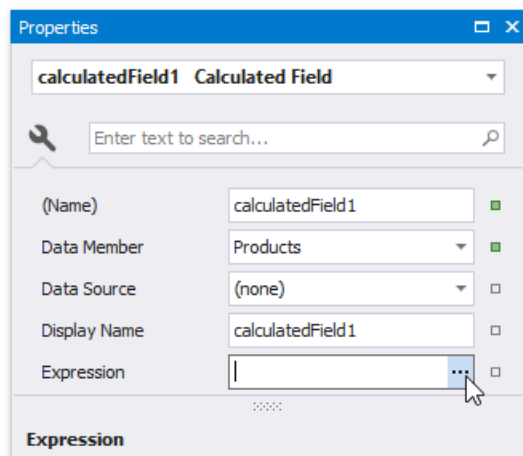 Properties
calculatedField1 Calculated Field
Enter text to search...
(Name) calculatedField1
Data Member Products
Data Source (none)
Display Name calculatedField1
Expression ...
Expression